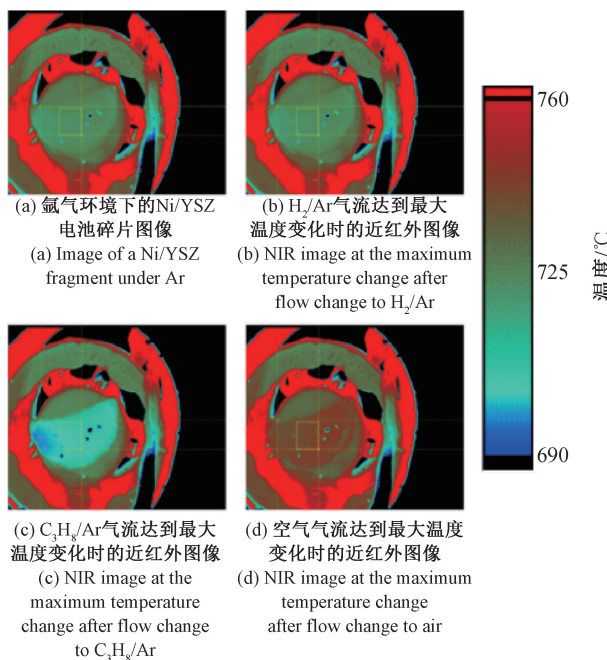 760
725
690
温度/℃
(a) 氩气环境下的Ni/YSZ
电池碎片图像
(a) Image of a Ni/YSZ
fragment under Ar
(b) H₂/Ar气流达到最大
温度变化时的近红外图像
(b) NIR image at the maximum
temperature change after
flow change to H₂/Ar
(c) C₃H₈/Ar气流达到最大
温度变化时的近红外图像
(c) NIR image at the
maximum temperature
change after flow change
to C₃H₈/Ar
(d) 空气气流达到最大温度
变化时的近红外图像
(d) NIR image at the maximum
temperature change
after flow change to air